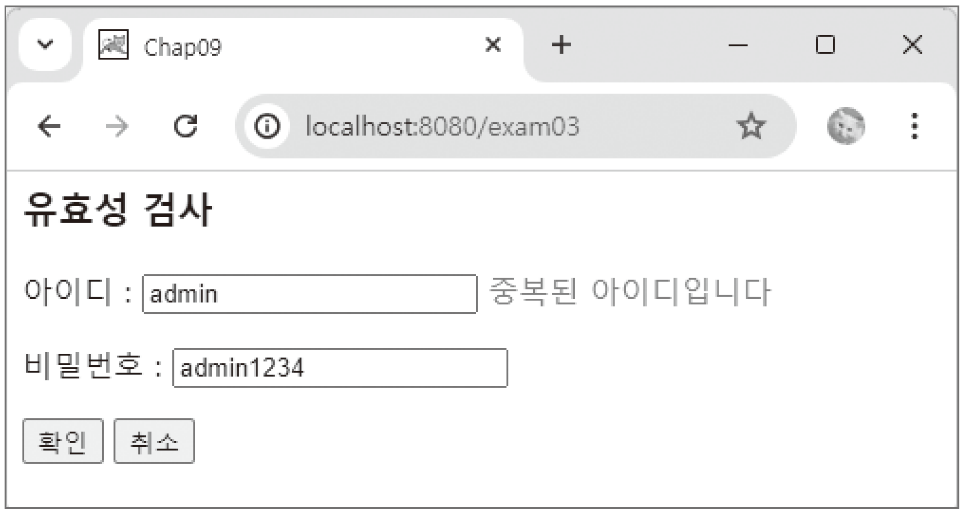 Chap09
localhost:8080/exam03
유효성 검사
아이디 : admin 중복된 아이디입니다
비밀번호 : admin1234
확인 취소